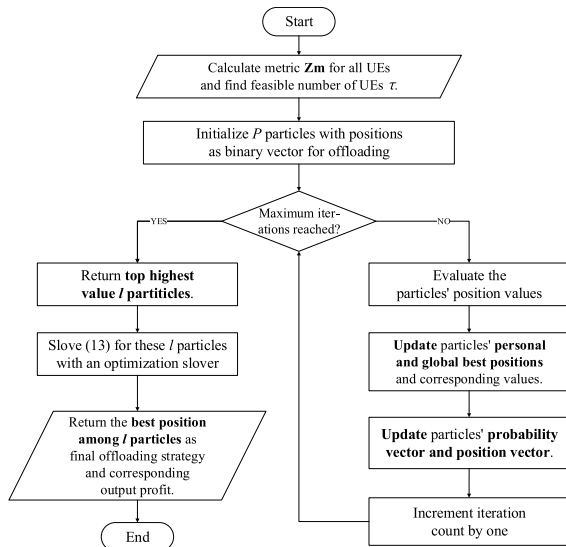 Start
Calculate metric Zm for all UEs
and find feasible number of UEs τ.
Initialize P particles with positions
as binary vector for offloading
Maximum iter-
ations reached?
YES
NO
Return top highest
value l partiticles.
Slove (13) for these l particles
with an optimization slover
Return the best position
among l particles as
final offloading strategy
and corresponding
output profit.
End
Evaluate the
particles' position values
Update particles' personal
and global best positions
and corresponding values.
Update particles' probability
vector and position vector.
Increment iteration
count by one